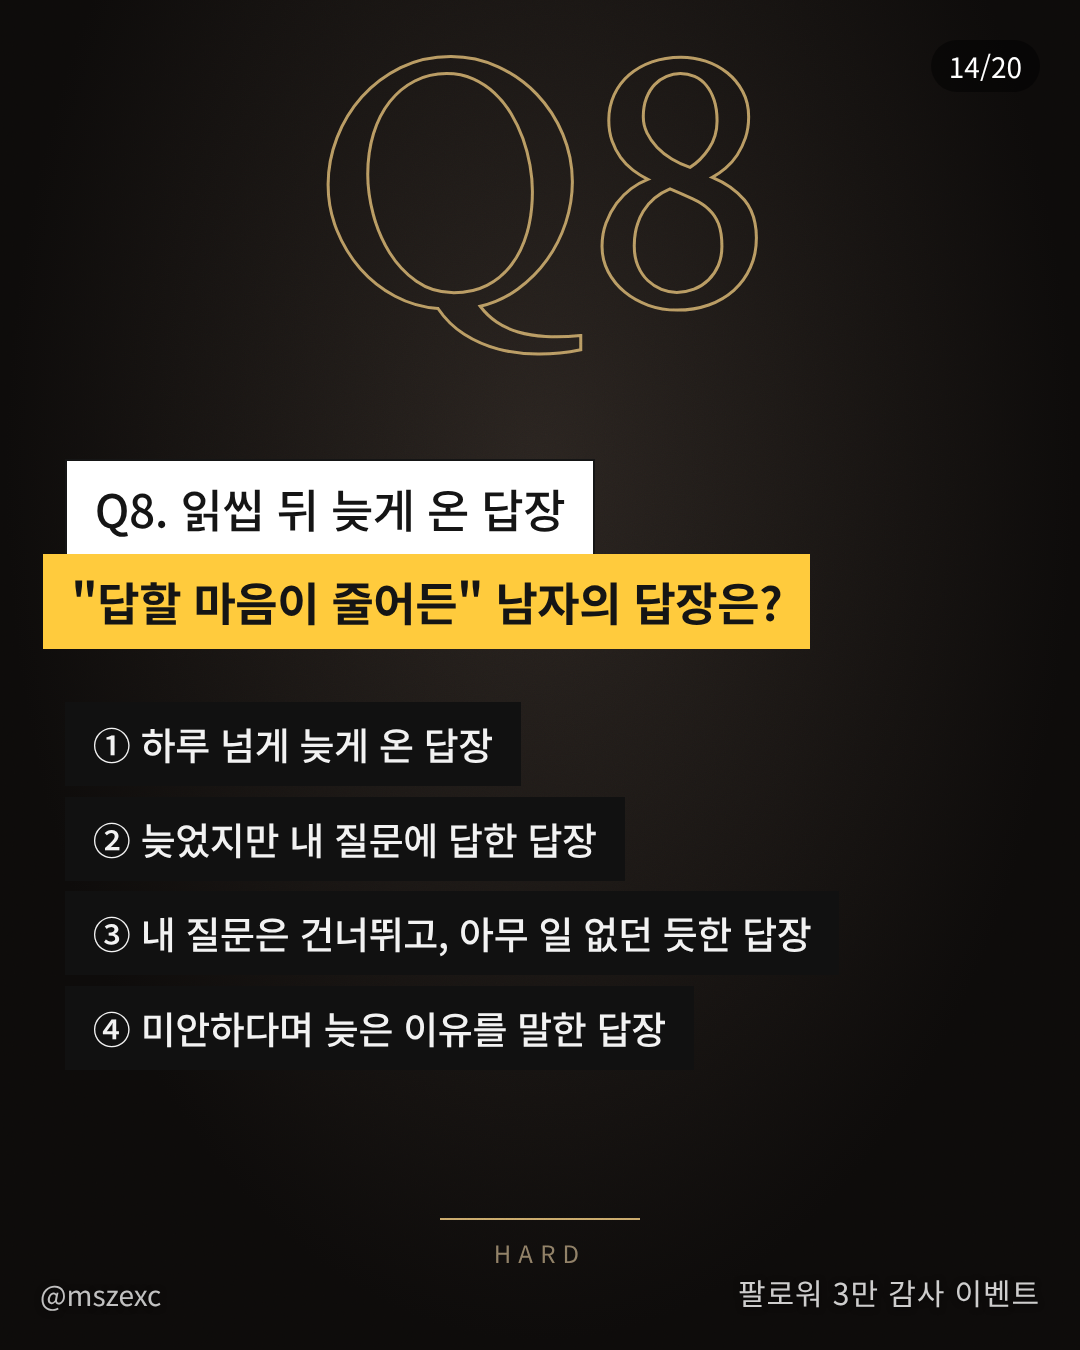 14/20
Q8
Q8. 읽씹 뒤 늦게 온 답장
"답할 마음이 줄어든" 남자의 답장은?
① 하루 넘게 늦게 온 답장
② 늦었지만 내 질문에 답한 답장
③ 내 질문은 건너뛰고, 아무 일 없던 듯한 답장
④ 미안하다며 늦은 이유를 말한 답장
HARD
@mszexc
팔로워 3만 감사 이벤트